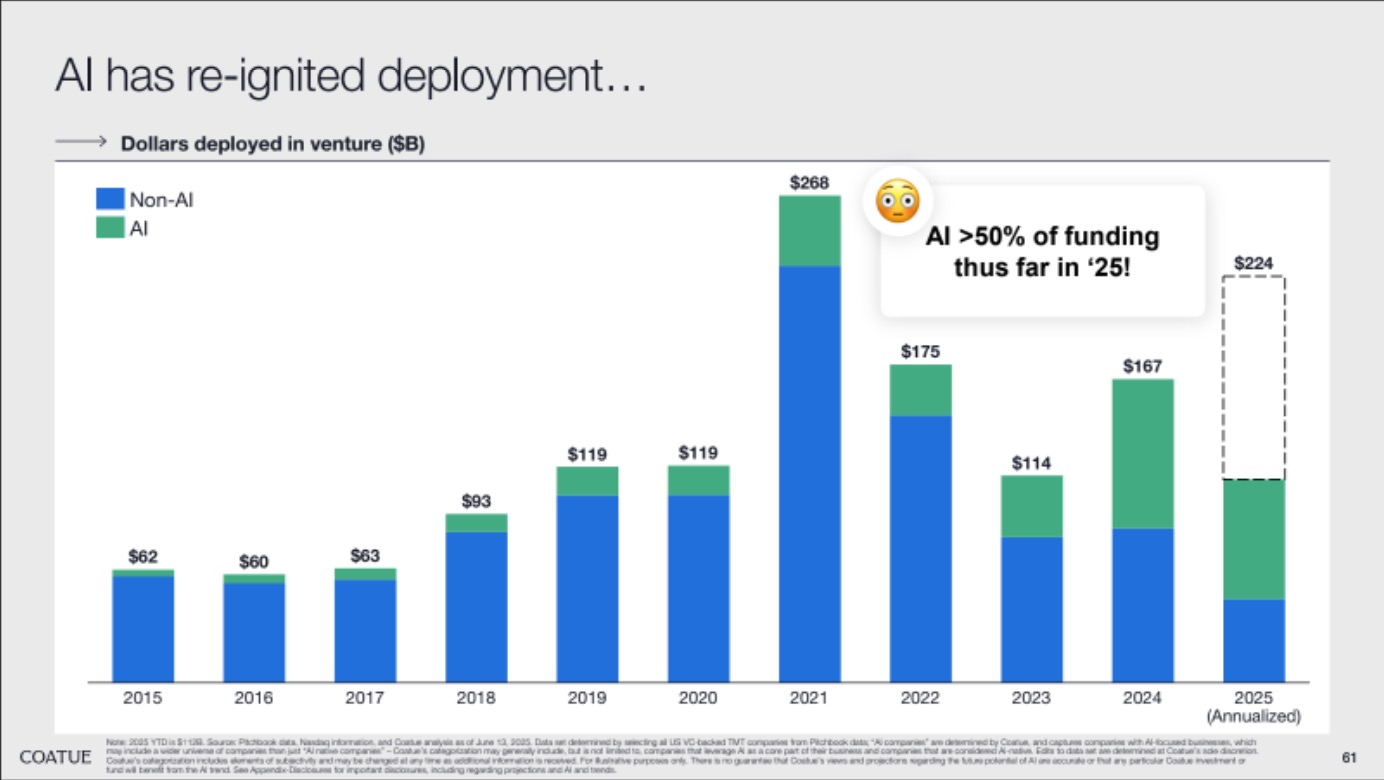 AI has re-ignited deployment…
Dollars deployed in venture ($B)
Non-AI
AI
$268
AI >50% of funding
thus far in ‘25!
$224
$175
$167
$119
$119
$114
$93
$62
$60
$63
2015
2016
2017
2018
2019
2020
2021
2022
2023
2024
2025
(Annualized)
COATUE
Note: 2025 YTD is $112B. Source: Pitchbook data, Nasdaq information, and Coatue analysis as of June 13, 2025. Data set determined by selecting all US VC-backed TMT companies from Pitchbook data; “AI companies” are determined by Coatue, and captures companies with AI-focused businesses, which
may include a wider universe of companies than just “AI native companies” – Coatue’s categorization may generally include, but is not limited to, companies that leverage AI as a core part of their business and companies that are considered AI-native. Edits to data set are determined at Coatue’s sole discretion.
Coatue’s categorization includes elements of subjectivity and may be changed at any time as additional information is received. For illustrative purposes only. There is no guarantee that Coatue’s views and projections regarding the future potential of AI are accurate or that any particular Coatue investment or
fund will benefit from the AI trend. See Appendix-Disclosures for important disclosures, including regarding projections and AI and trends.
61